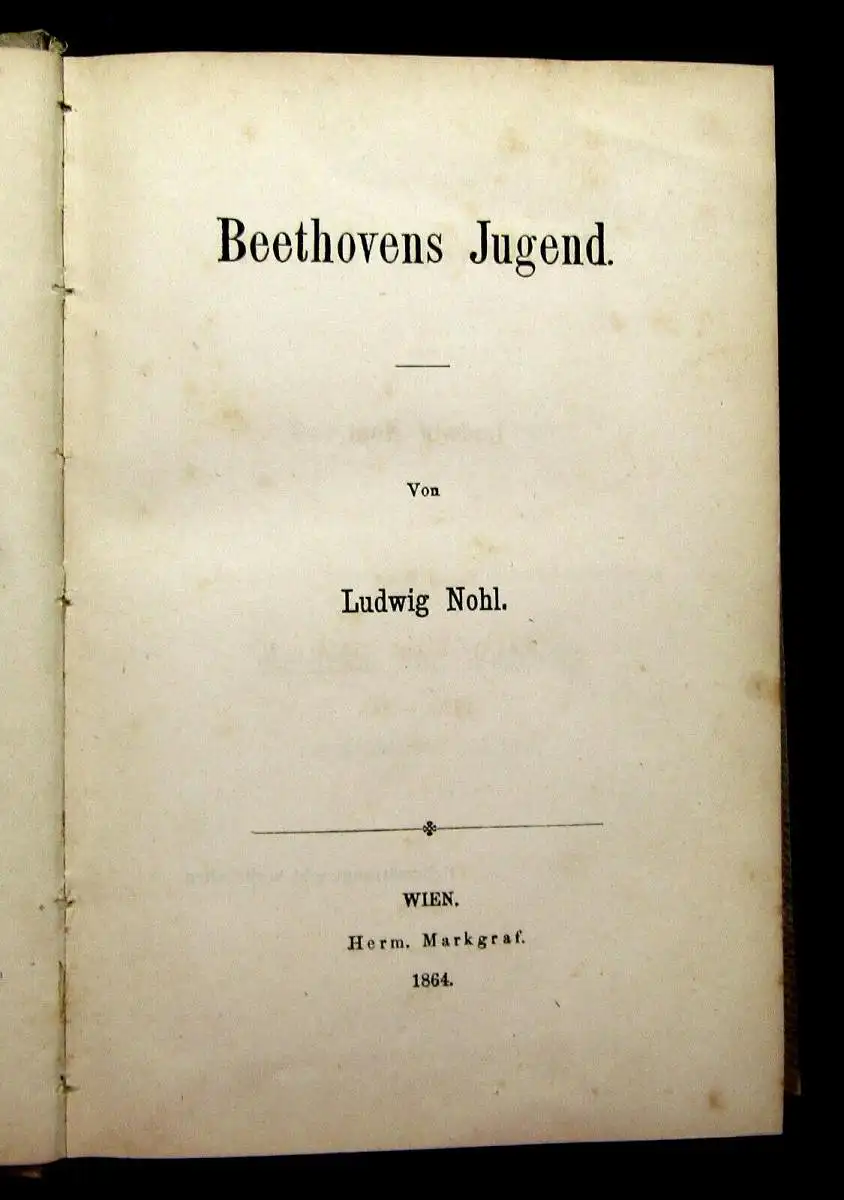 Beethovens Jugend.
Von
Ludwig Nohl.
WIEN.
Herm. Markgraf.
1864.